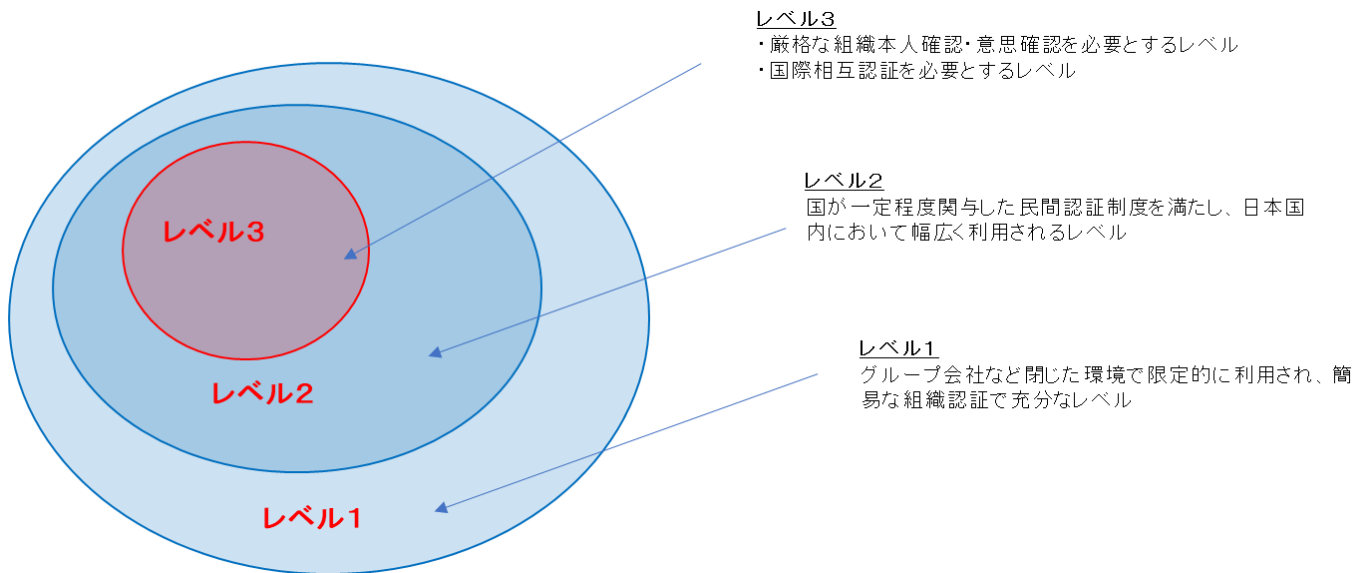 レベル3
・厳格な組織本人確認・意思確認を必要とするレベル
・国際相互認証を必要とするレベル
レベル3
レベル2
国が一定程度関与した民間認証制度を満たし、日本国
内において幅広く利用されるレベル
レベル2
レベル1
グループ会社など閉じた環境で限定的に利用され、簡
易な組織認証で充分なレベル
レベル1